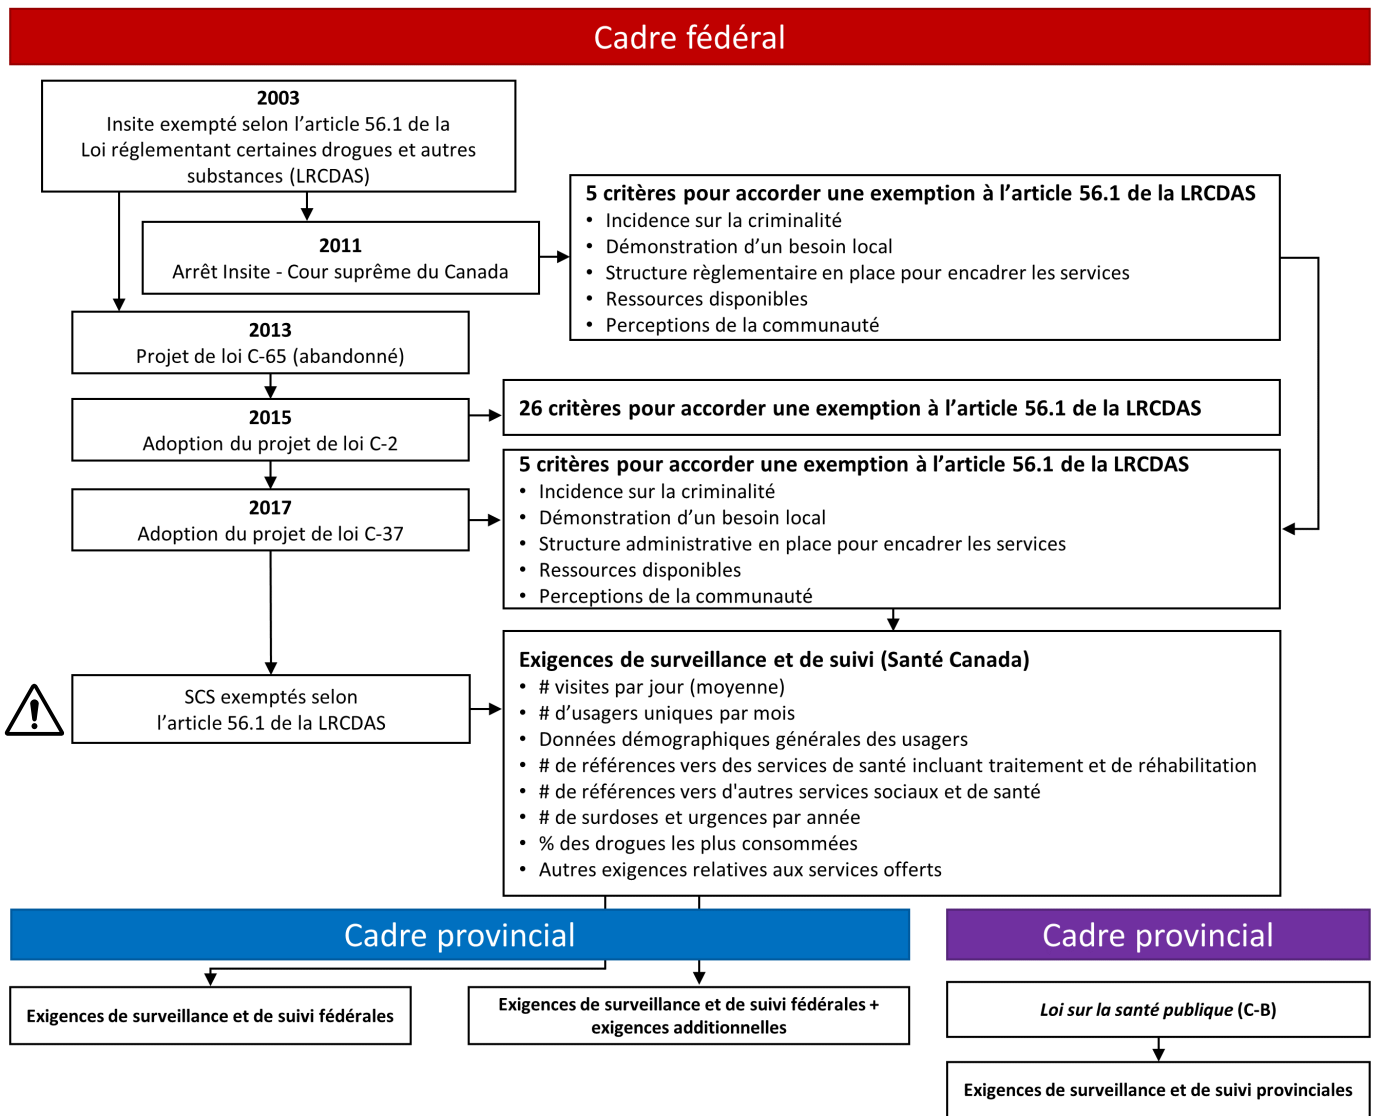 Cadre fédéral
2003
Insite exempté selon l'article 56.1 de la
Loi réglementant certaines drogues et autres
substances (LRCDAS)
2011
Arrêt Insite - Cour suprême du Canada
5 critères pour accorder une exemption à l'article 56.1 de la LRCDAS
• Incidence sur la criminalité
• Démonstration d'un besoin local
• Structure règlementaire en place pour encadrer les services
• Ressources disponibles
• Perceptions de la communauté
2013
Projet de loi C-65 (abandonné)
2015
Adoption du projet de loi C-2
26 critères pour accorder une exemption à l'article 56.1 de la LRCDAS
2017
Adoption du projet de loi C-37
5 critères pour accorder une exemption à l'article 56.1 de la LRCDAS
• Incidence sur la criminalité
• Démonstration d'un besoin local
• Structure administrative en place pour encadrer les services
• Ressources disponibles
• Perceptions de la communauté
SCS exemptés selon
l'article 56.1 de la LRCDAS
Exigences de surveillance et de suivi (Santé Canada)
• # visites par jour (moyenne)
• # d'usagers uniques par mois
• Données démographiques générales des usagers
• # de références vers des services de santé incluant traitement et de réhabilitation
• # de références vers d'autres services sociaux et de santé
• # de surdoses et urgences par année
• % des drogues les plus consommées
• Autres exigences relatives aux services offerts
Cadre provincial
Exigences de surveillance et de suivi fédérales
Exigences de surveillance et de suivi fédérales +
exigences additionnelles
Cadre provincial
Loi sur la santé publique (C-B)
Exigences de surveillance et de suivi provinciales